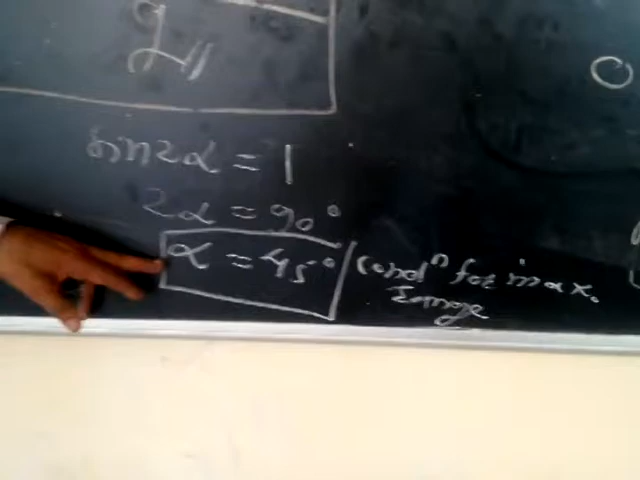 g
sin2α = 1
2α = 90°
α = 45° Condⁿ for max.
Range
O